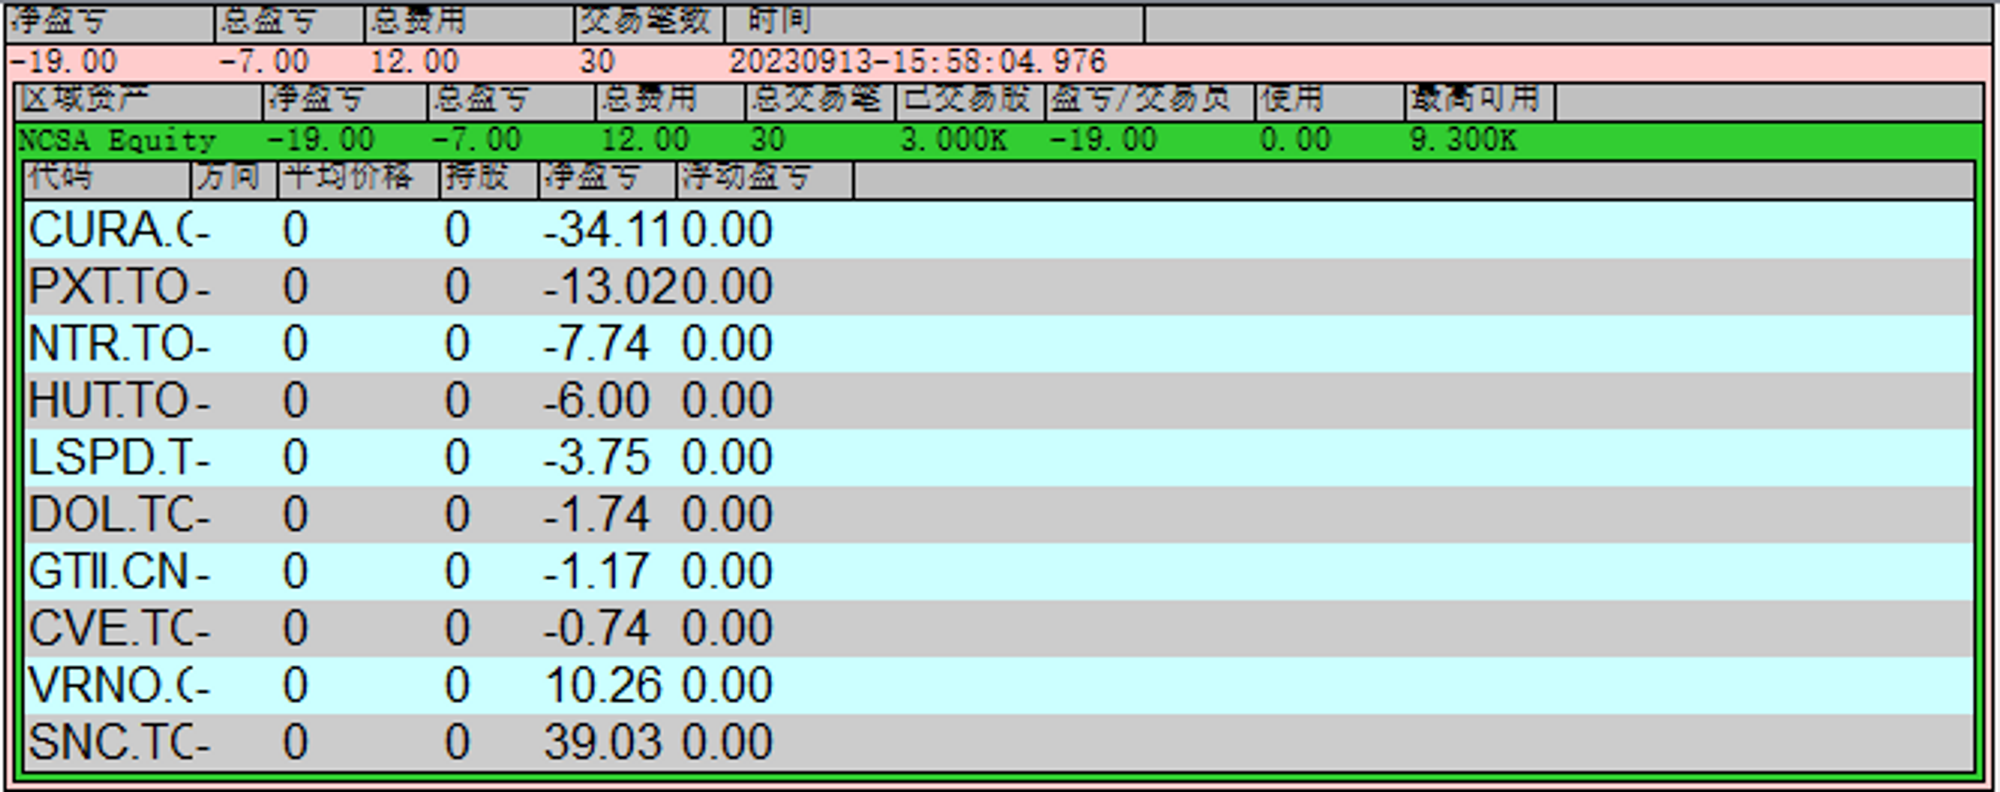 净盈亏 总盈亏 总费用 交易笔数 时间
-19.00 -7.00 12.00 30 20230913-15:58:04.976
区域资产 净盈亏 总盈亏 总费用 总交易笔 已交易股 盈亏/交易员 使用 最高可用
NCSA Equity -19.00 -7.00 12.00 30 3.000K -19.00 0.00 9.300K
代码 方向 平均价格 持股 净盈亏 浮动盈亏
CURA.C - 0 0 -34.11 0.00
PXT.TO - 0 0 -13.02 0.00
NTR.TO - 0 0 -7.74 0.00
HUT.TO - 0 0 -6.00 0.00
LSPD.T - 0 0 -3.75 0.00
DOL.TO - 0 0 -1.74 0.00
GTII.CN - 0 0 -1.17 0.00
CVE.TO - 0 0 -0.74 0.00
VRNO.C - 0 0 10.26 0.00
SNC.TO - 0 0 39.03 0.00